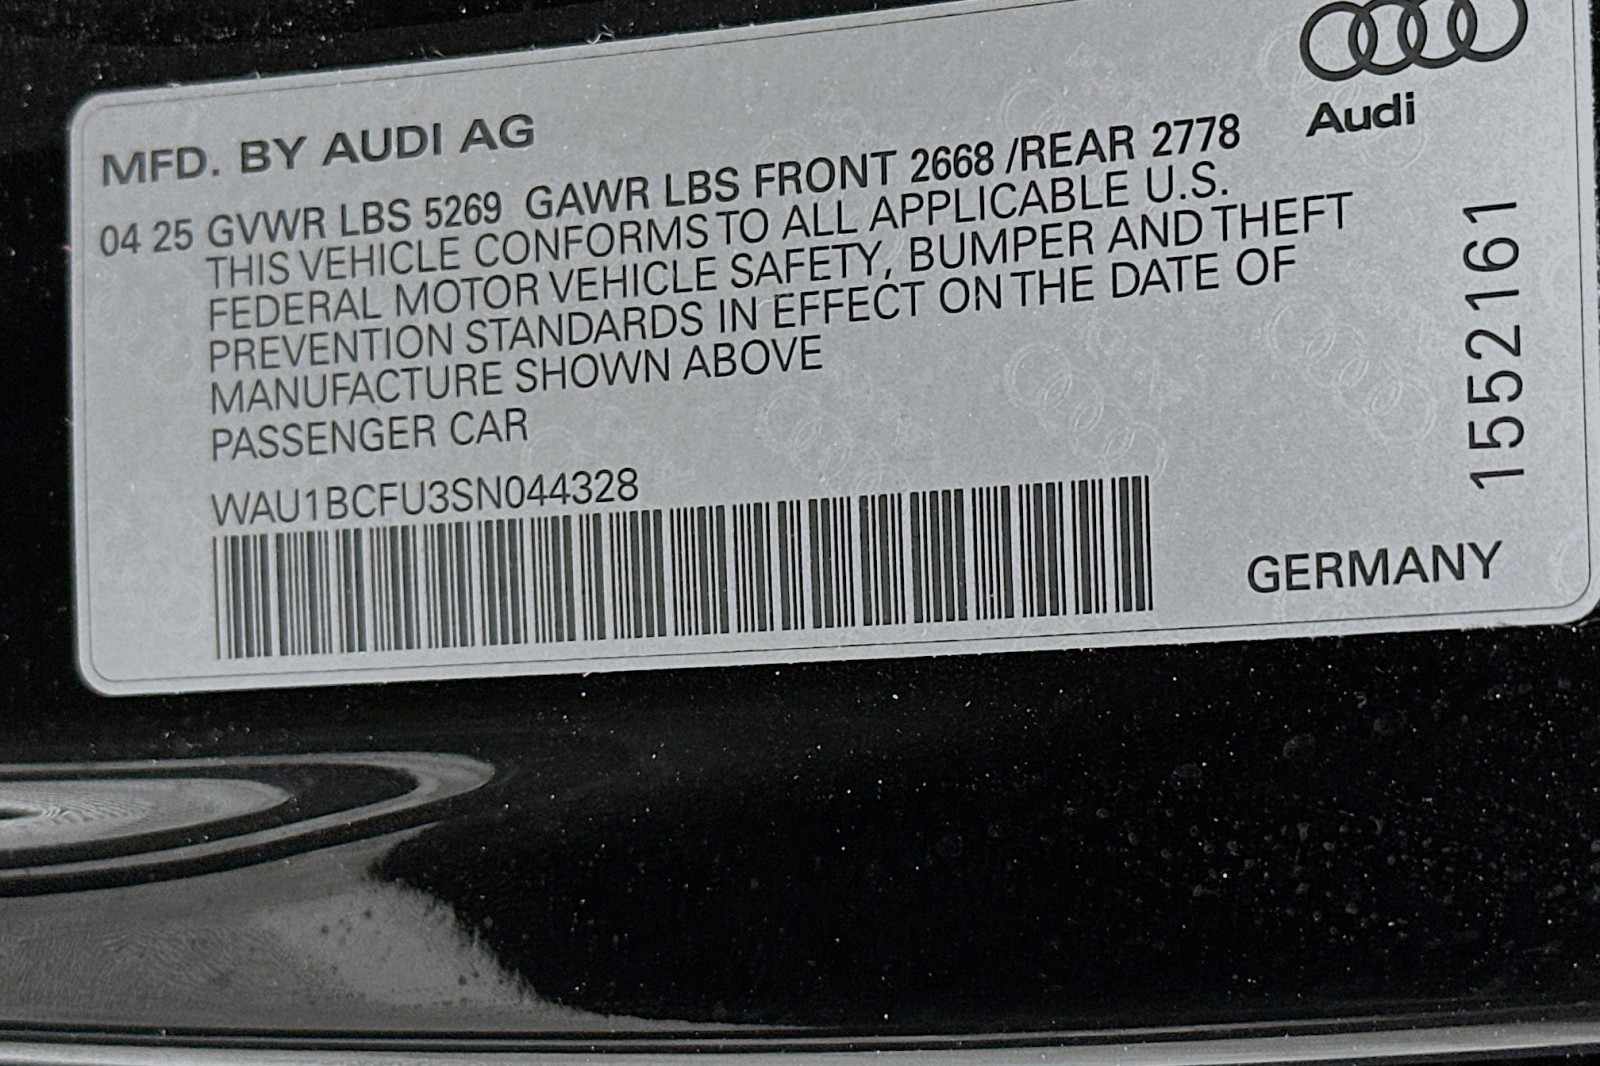 Audi
MFD. BY AUDI AG
04 25 GVWR LBS 5269 GAWR LBS FRONT 2668 /REAR 2778
THIS VEHICLE CONFORMS TO ALL APPLICABLE U.S.
FEDERAL MOTOR VEHICLE SAFETY, BUMPER AND THEFT
PREVENTION STANDARDS IN EFFECT ON THE DATE OF
MANUFACTURE SHOWN ABOVE
PASSENGER CAR
WAU1BCFU3SN044328
GERMANY
1552161